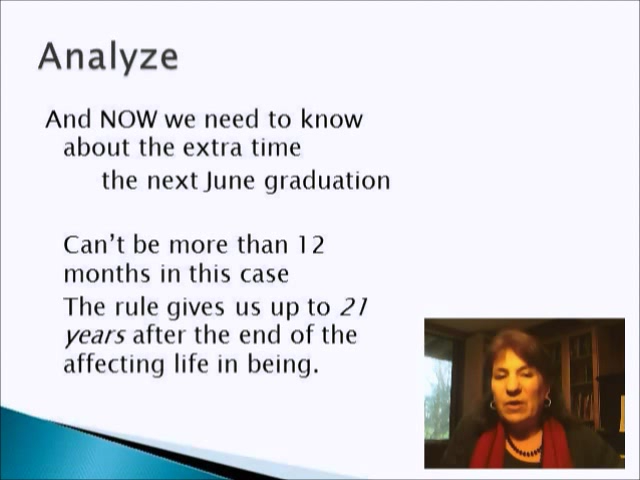 Analyze
And NOW we need to know
about the extra time
the next June graduation
Can't be more than 12
months in this case
The rule gives us up to 21
years after the end of the
affecting life in being.